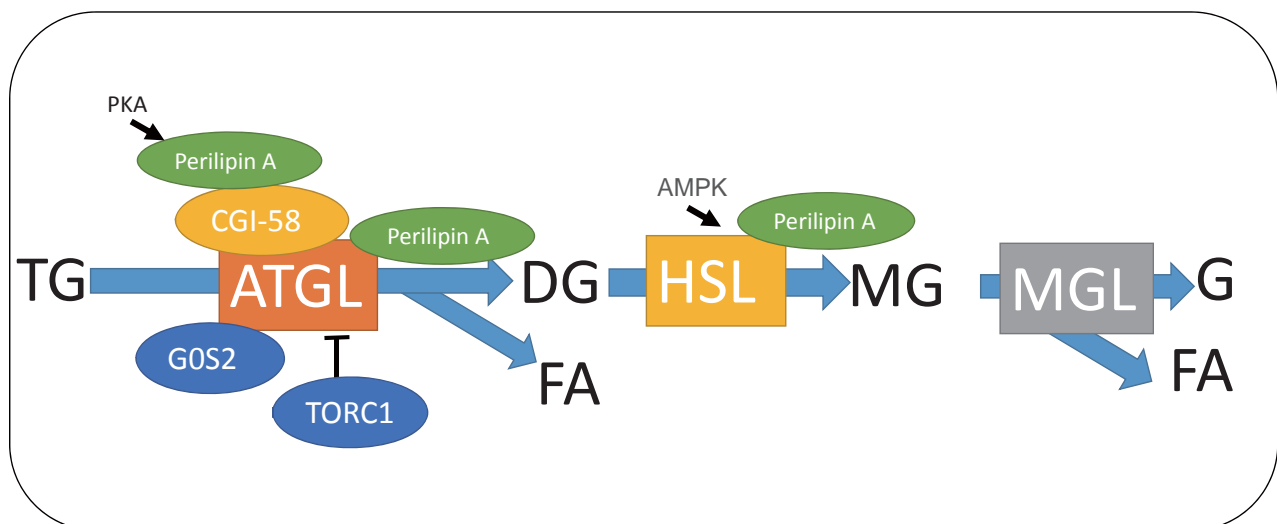 PKA
Perilipin A
CGI-58
AMPK
Perilipin A
Perilipin A
TG
ATGL
DG
HSL
MG
MGL
G
G0S2
FA
FA
TORC1